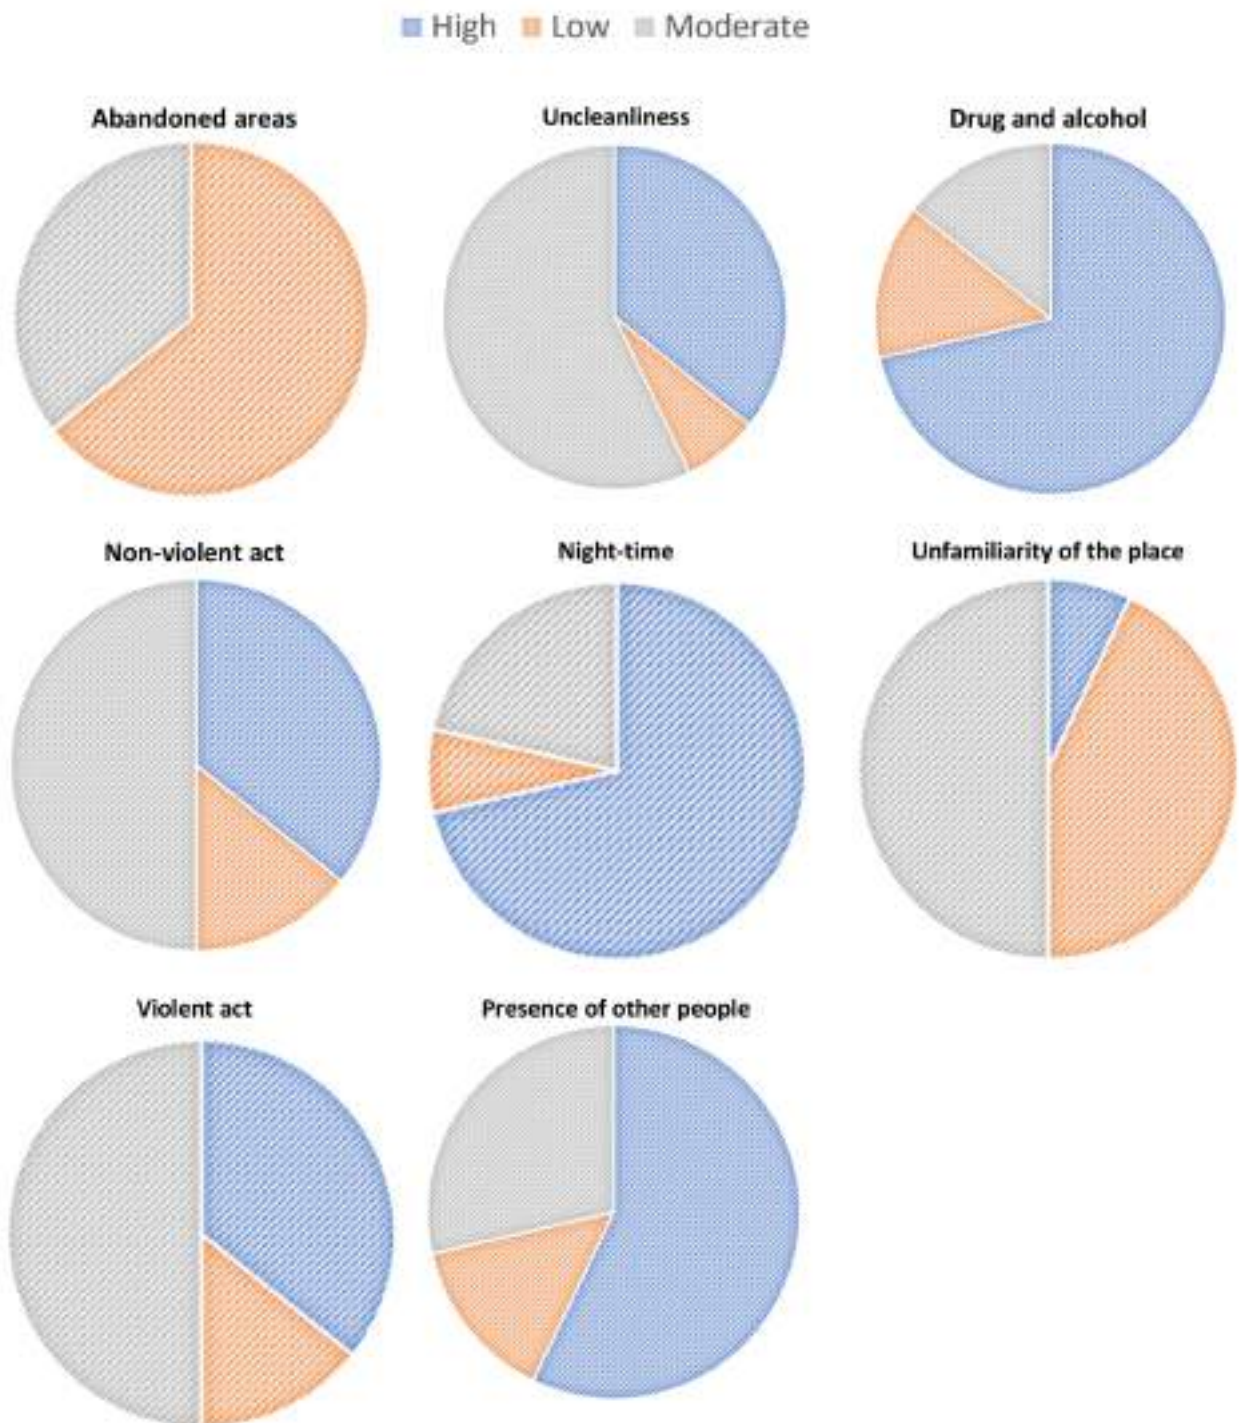 High Low Moderate
Abandoned areas
Uncleanliness
Drug and alcohol
Non-violent act
Night-time
Unfamiliarity of the place
Violent act
Presence of other people